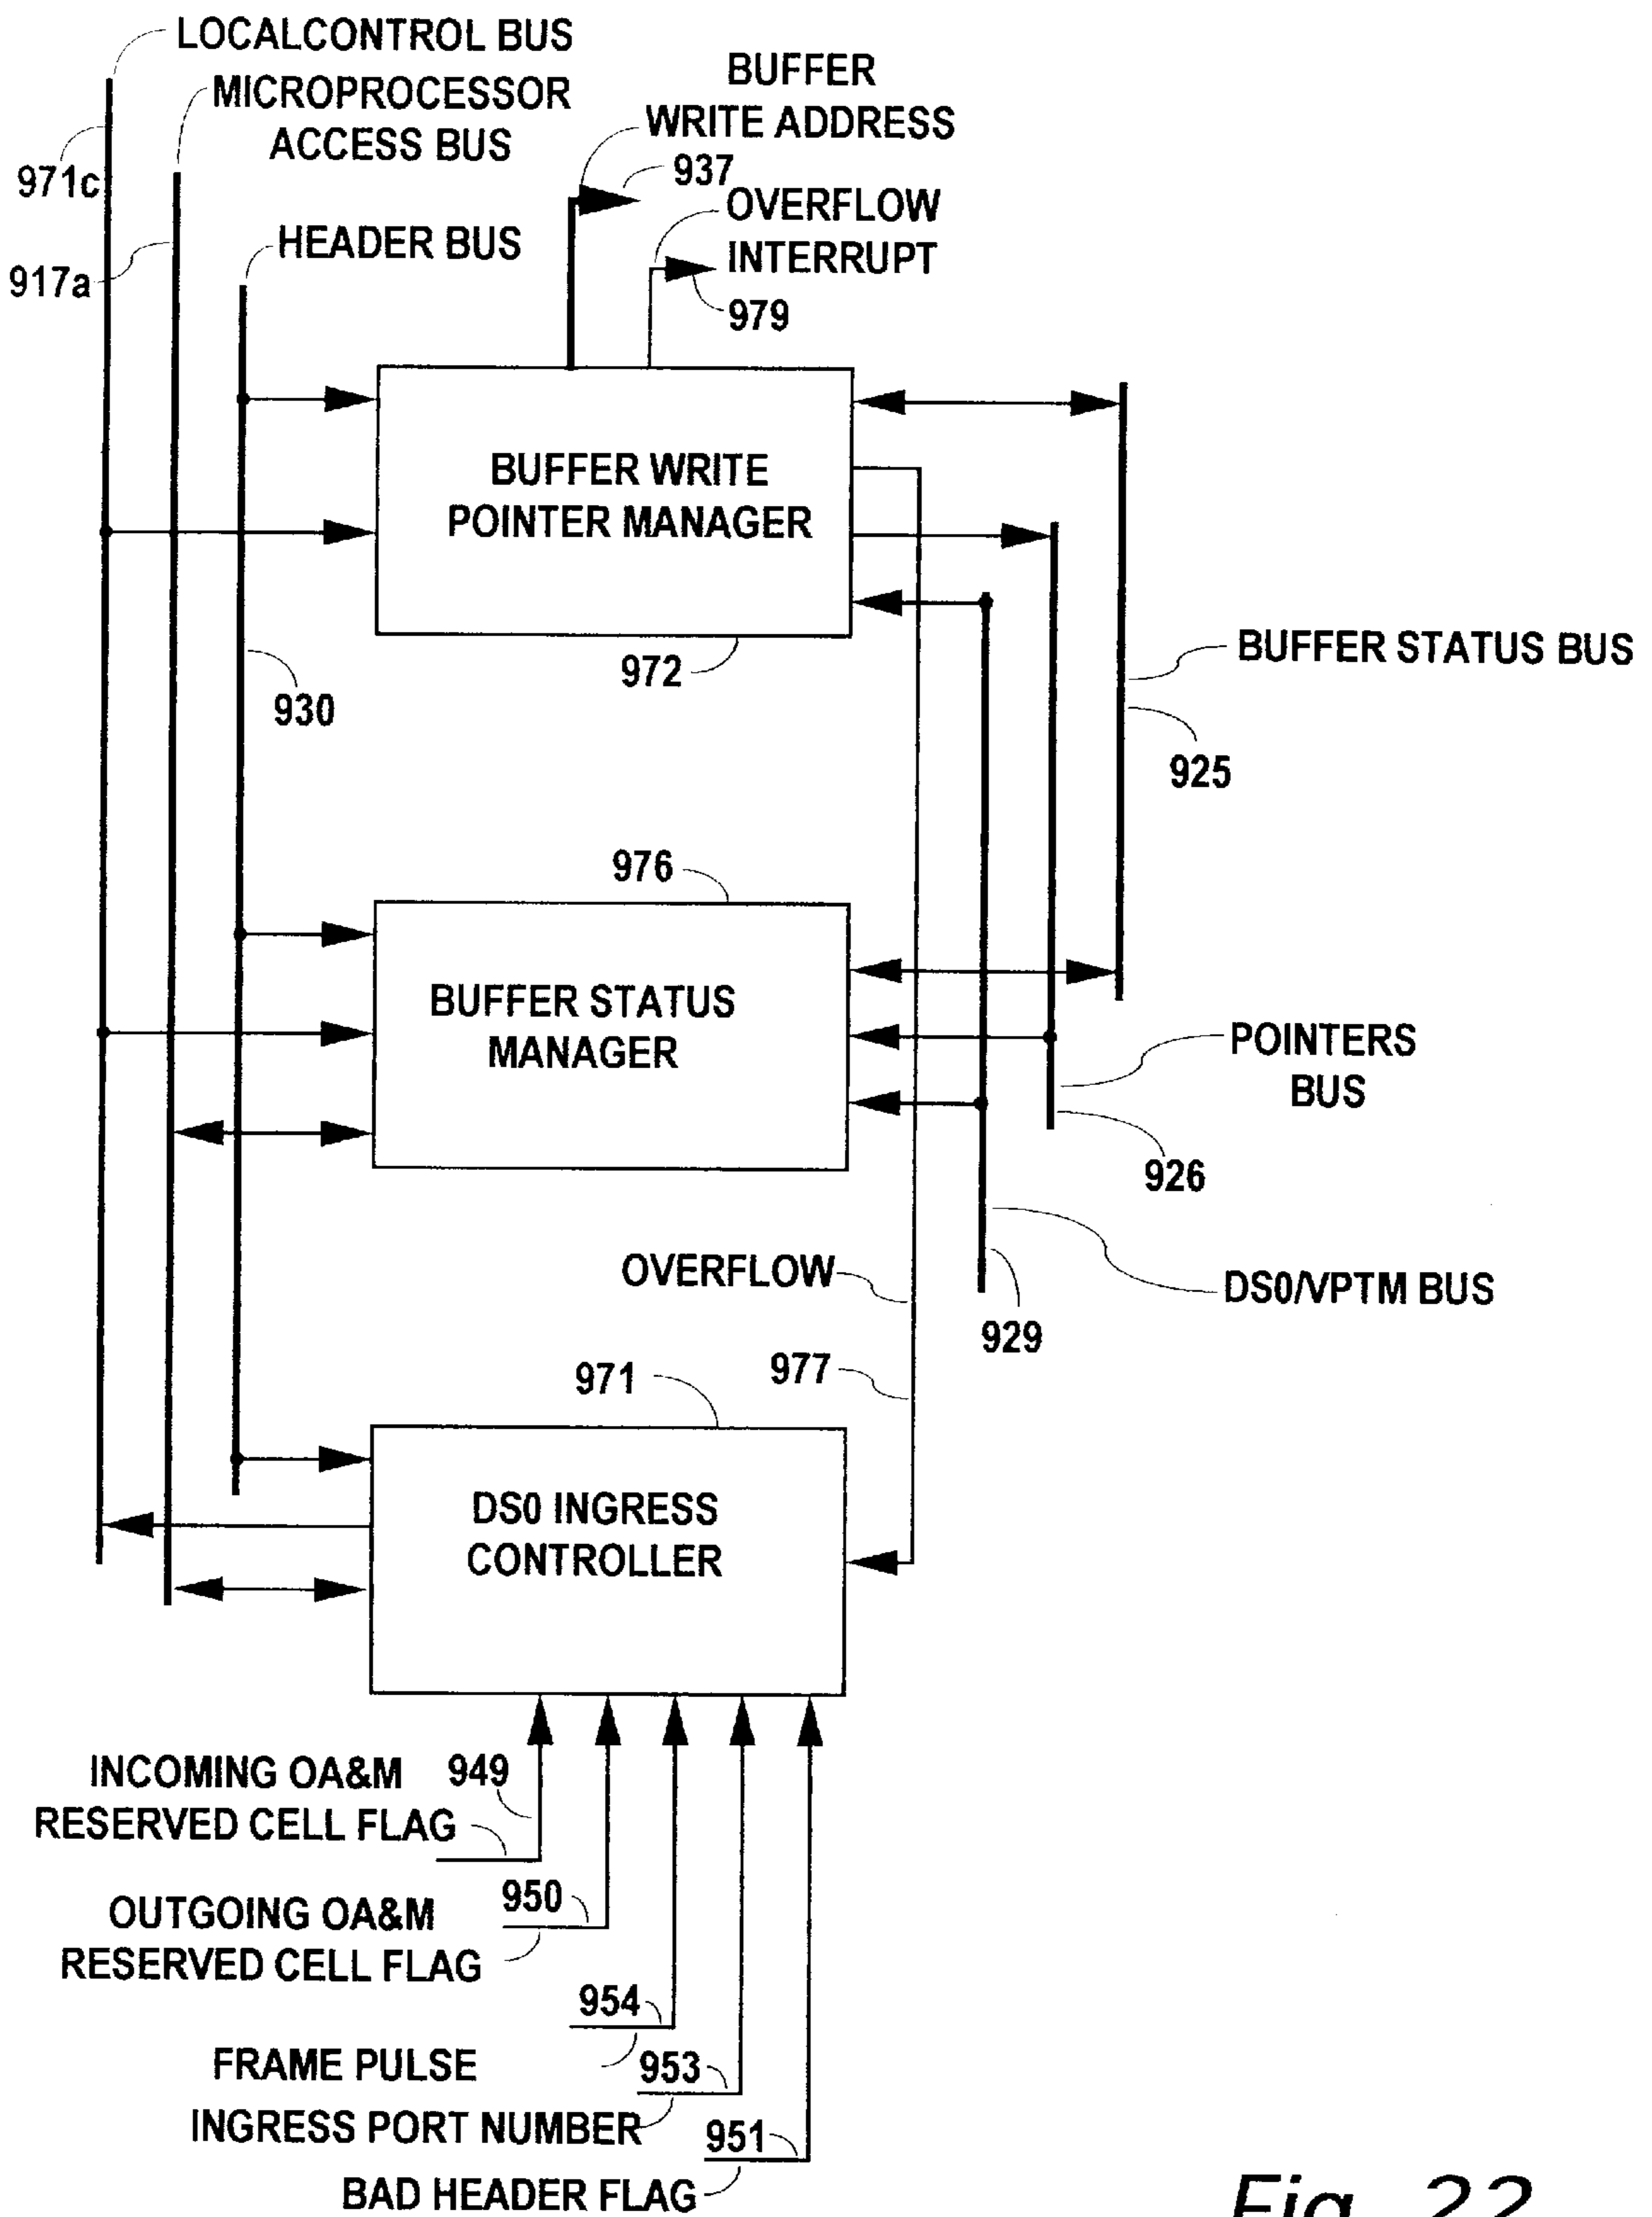 LOCALCONTROL BUS
MICROPROCESSOR
ACCESS BUS
BUFFER
WRITE ADDRESS
971c
937
OVERFLOW
INTERRUPT
HEADER BUS
917a
979
BUFFER WRITE
POINTER MANAGER
972
930
BUFFER STATUS BUS
925
976
BUFFER STATUS
MANAGER
POINTERS
BUS
926
OVERFLOW
DS0/VPTM BUS
929
977
971
DS0 INGRESS
CONTROLLER
INCOMING OA&M
RESERVED CELL FLAG
949
OUTGOING OA&M
RESERVED CELL FLAG
950
954
FRAME PULSE
953
INGRESS PORT NUMBER
951
BAD HEADER FLAG
Fig. 22